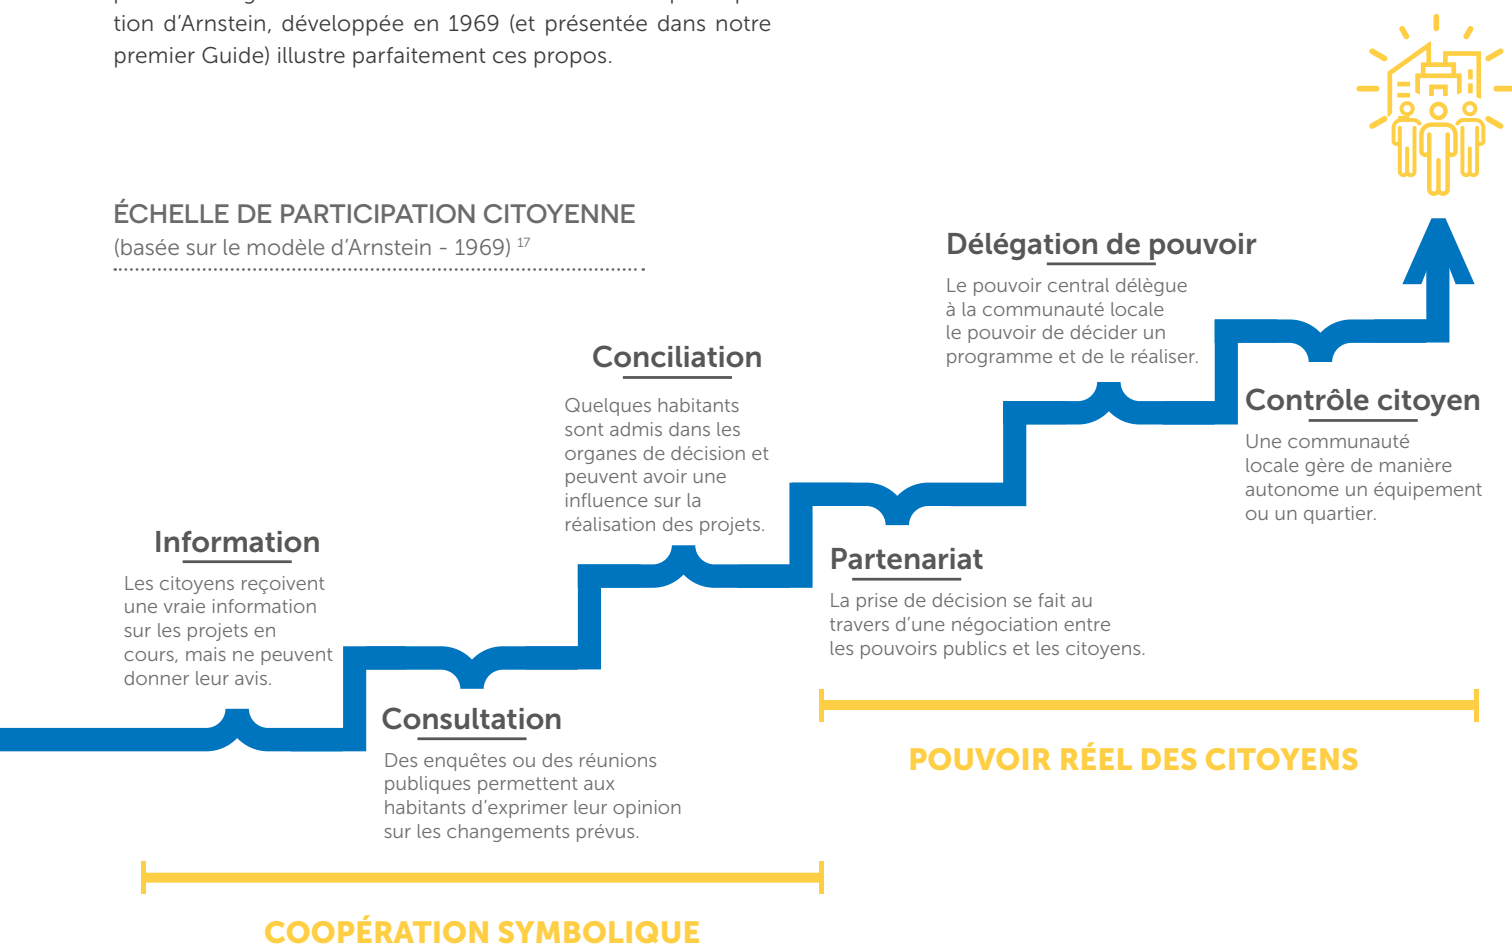 tion d’Arnstein, développée en 1969 (et présentée dans notre
premier Guide) illustre parfaitement ces propos.
ÉCHELLE DE PARTICIPATION CITOYENNE
(basée sur le modèle d’Arnstein - 1969) 17
Information
Les citoyens reçoivent
une vraie information
sur les projets en
cours, mais ne peuvent
donner leur avis.
Consultation
Des enquêtes ou des réunions
publiques permettent aux
habitants d’exprimer leur opinion
sur les changements prévus.
Conciliation
Quelques habitants
sont admis dans les
organes de décision et
peuvent avoir une
influence sur la
réalisation des projets.
Partenariat
La prise de décision se fait au
travers d’une négociation entre
les pouvoirs publics et les citoyens.
Délégation de pouvoir
Le pouvoir central délègue
à la communauté locale
le pouvoir de décider un
programme et de le réaliser.
Contrôle citoyen
Une communauté
locale gère de manière
autonome un équipement
ou un quartier.
POUVOIR RÉEL DES CITOYENS
COOPÉRATION SYMBOLIQUE